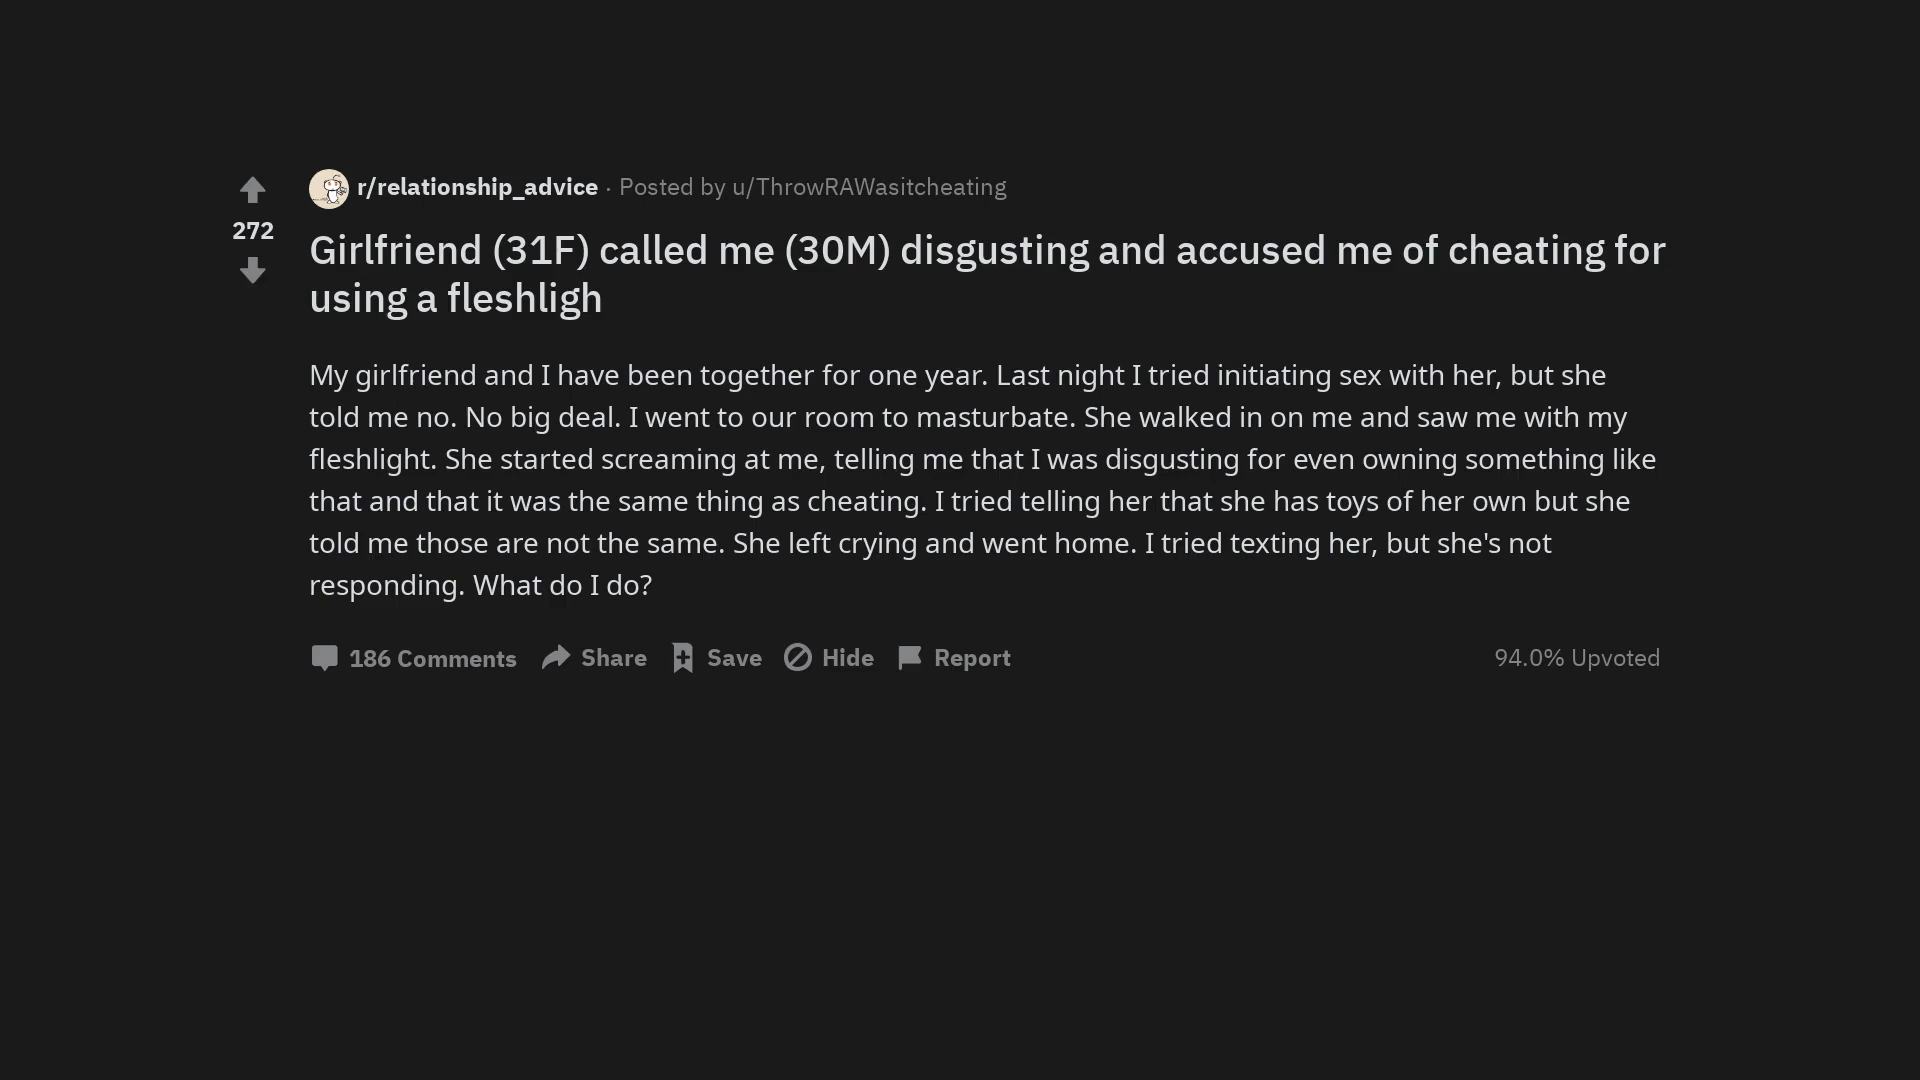 r/relationship_advice · Posted by u/ThrowRAWasitcheating
272
Girlfriend (31F) called me (30M) disgusting and accused me of cheating for
using a fleshligh
My girlfriend and I have been together for one year. Last night I tried initiating sex with her, but she
told me no. No big deal. I went to our room to masturbate. She walked in on me and saw me with my
fleshlight. She started screaming at me, telling me that I was disgusting for even owning something like
that and that it was the same thing as cheating. I tried telling her that she has toys of her own but she
told me those are not the same. She left crying and went home. I tried texting her, but she's not
responding. What do I do?
186 Comments Share Save Hide Report 94.0% Upvoted